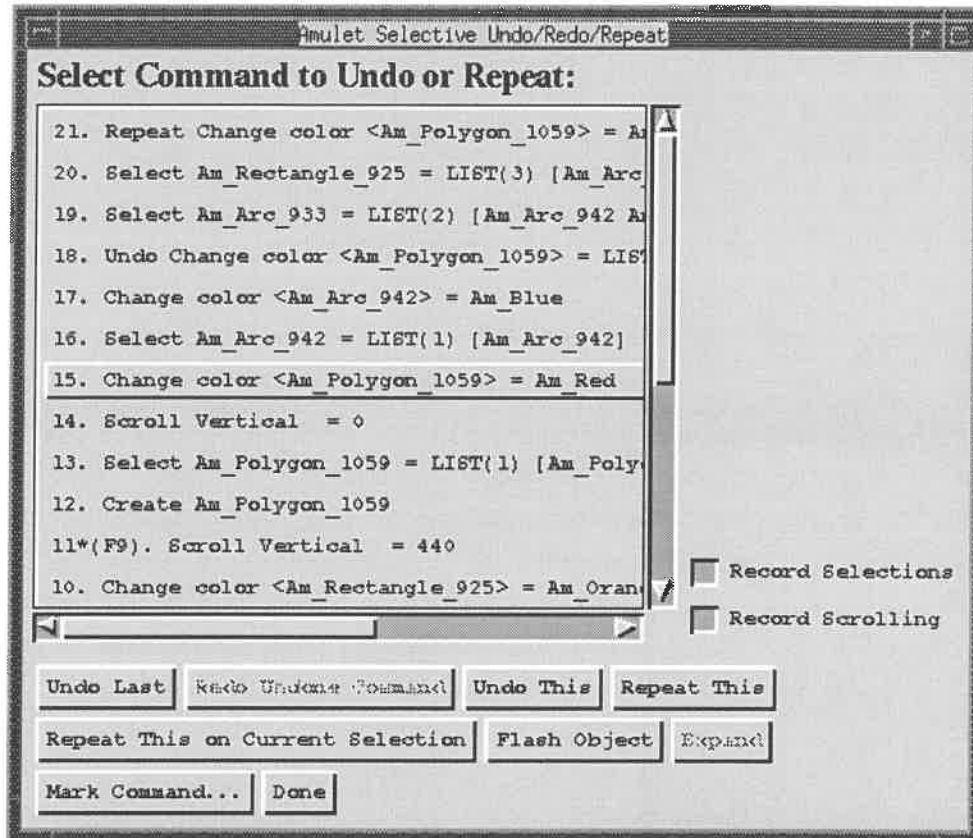 Amulet Selective Undo/Redo/Repeat
Select Command to Undo or Repeat:
21. Repeat Change color <Am_Polygon_1059> = Am
20. Select Am_Rectangle_925 = LIST(3) [Am_Arc_
19. Select Am_Arc_933 = LIST(2) [Am_Arc_942 Am
18. Undo Change color <Am_Polygon_1059> = LIST
17. Change color <Am_Arc_942> = Am_Blue
16. Select Am_Arc_942 = LIST(1) [Am_Arc_942]
15. Change color <Am_Polygon_1059> = Am_Red
14. Scroll Vertical = 0
13. Select Am_Polygon_1059 = LIST(1) [Am_Poly
12. Create Am_Polygon_1059
11*(F9). Scroll Vertical = 440
10. Change color <Am_Rectangle_925> = Am_Oran
Record Selections
Record Scrolling
Undo Last Redo Undone Command Undo This Repeat This
Repeat This on Current Selection Flash Object Expand
Mark Command... Done